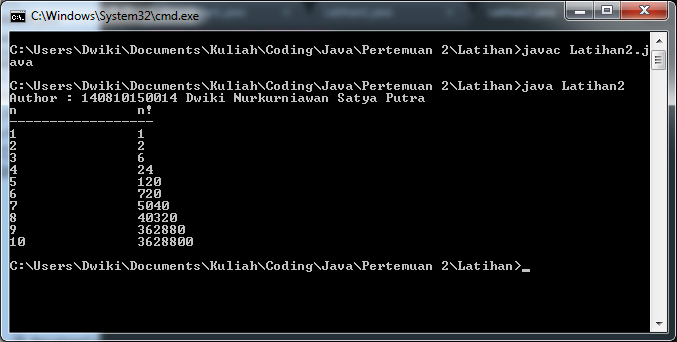 C:\Windows\System32\cmd.exe
C:\Users\Dwiki\Documents\Kuliah\Coding\Java\Pertemuan 2\Latihan>javac Latihan2.j
ava
C:\Users\Dwiki\Documents\Kuliah\Coding\Java\Pertemuan 2\Latihan>java Latihan2
Author : 140810150014 Dwiki Nurkurniawan Satya Putra
n n!
-------------------
1 1
2 2
3 6
4 24
5 120
6 720
7 5040
8 40320
9 362880
10 3628800
C:\Users\Dwiki\Documents\Kuliah\Coding\Java\Pertemuan 2\Latihan>_